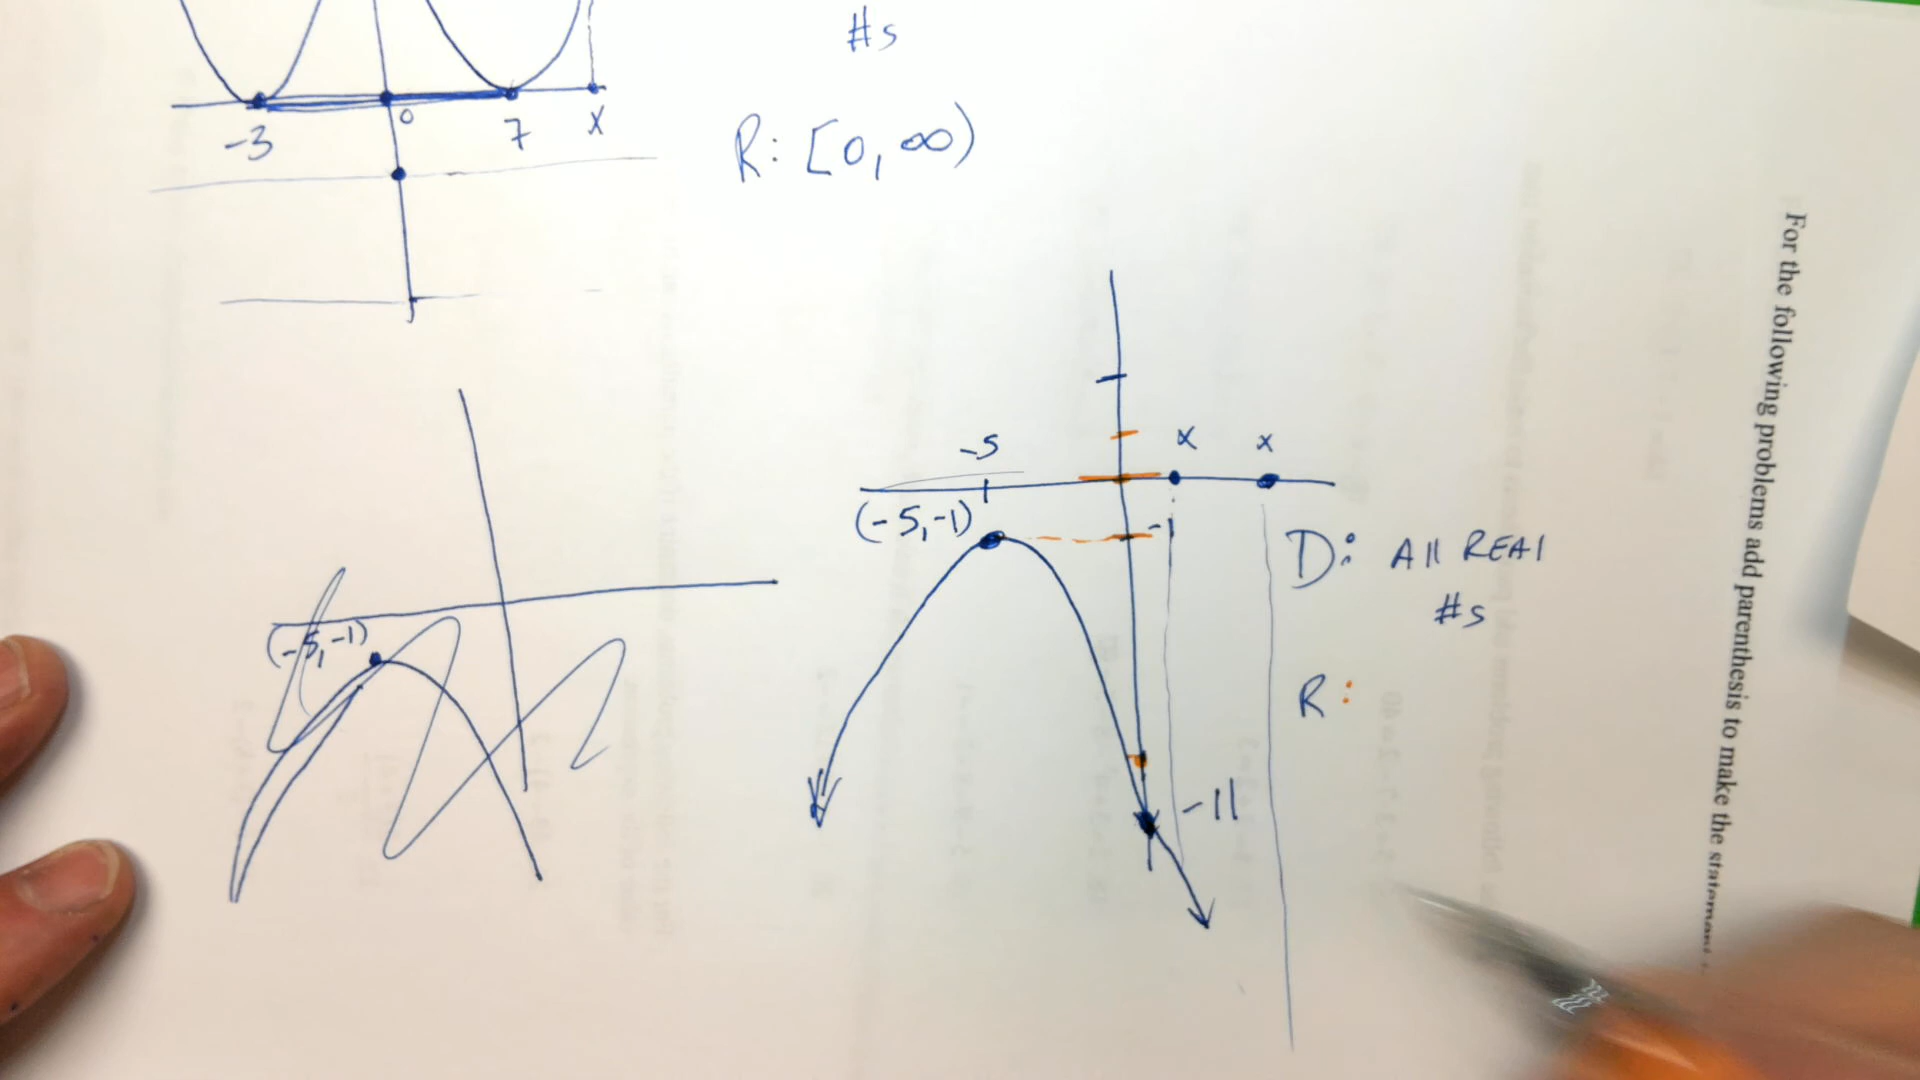 #s
-3
0
7
X
R: [0, ∞)
-5
x
x
(-5,-1)
-1
D: All REAl
#s
(-5,-1)
R:
-11
For the following problems add parenthesis to make the